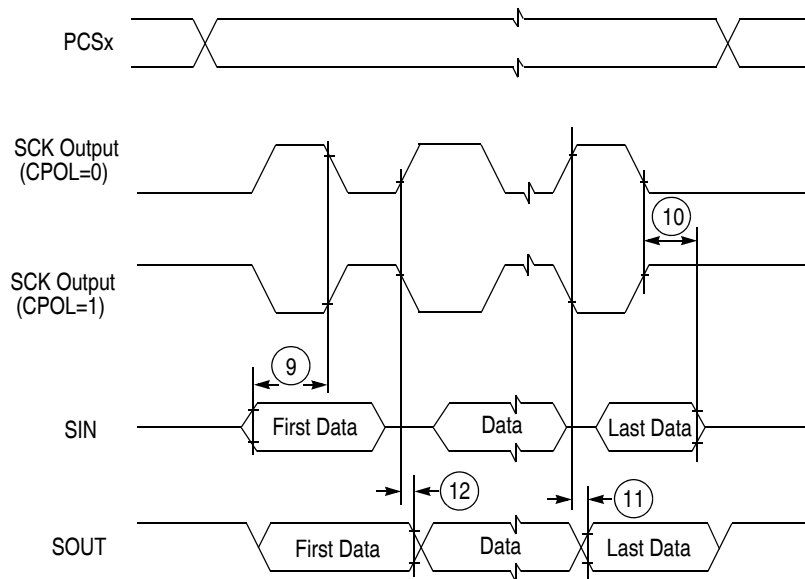 PCSx
SCK Output
(CPOL=0)
10
SCK Output
(CPOL=1)
9
SIN
First Data
Data
Last Data
12
11
SOUT
First Data
Data
Last Data